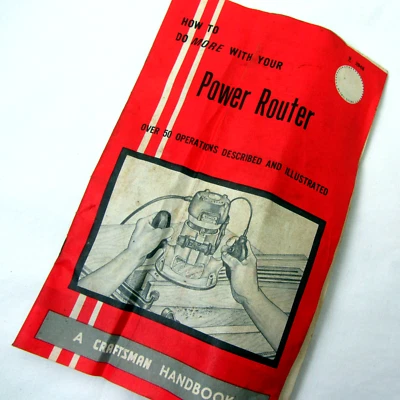 HOW TO
DO MORE WITH YOUR
Power Router
OVER 50 OPERATIONS DESCRIBED AND ILLUSTRATED
A CRAFTSMAN HANDBOOK